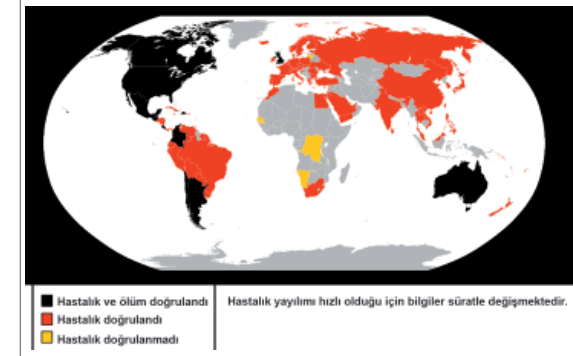 Hastalık ve ölüm doğrulandı
Hastalık yayılımı hızlı olduğu için bilgiler süratle değişmektedir.
Hastalık doğrulandı
Hastalık doğrulanmadı